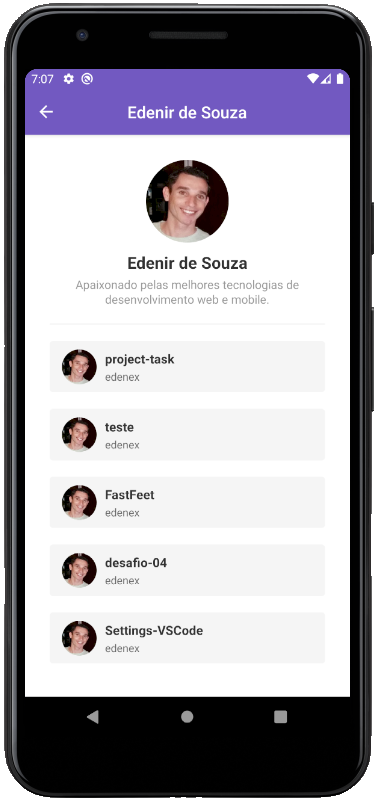 7:07
Edenir de Souza
Edenir de Souza
Apaixonado pelas melhores tecnologias de
desenvolvimento web e mobile.
project-task
edenex
teste
edenex
FastFeet
edenex
desafio-04
edenex
Settings-VSCode
edenex